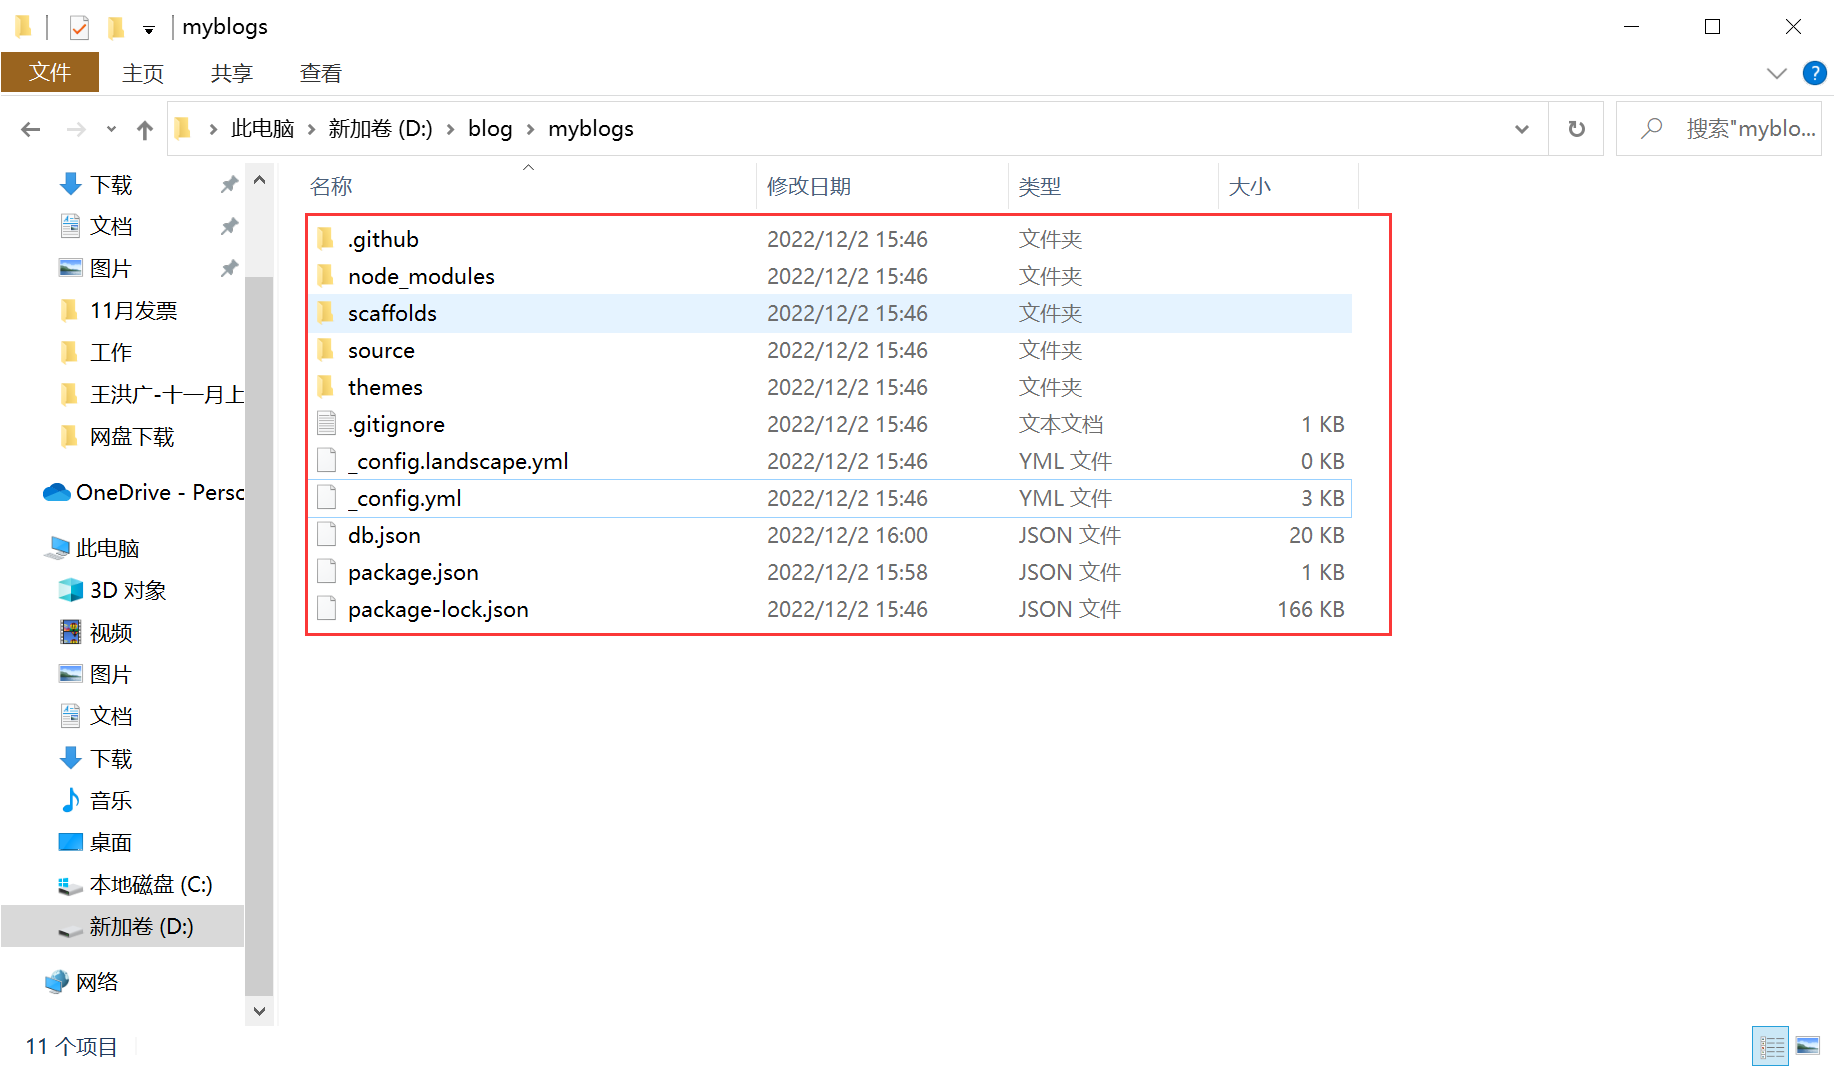 myblogs
文件 主页 共享 查看
此电脑 新加卷 (D:) blog myblogs 搜索"myblo...
下载
文档
图片
11月发票
工作
王洪广-十一月上
网盘下载
OneDrive - Persc
此电脑
3D 对象
视频
图片
文档
下载
音乐
桌面
本地磁盘 (C:)
新加卷 (D:)
网络
名称 修改日期 类型 大小
.github 2022/12/2 15:46 文件夹
node_modules 2022/12/2 15:46 文件夹
scaffolds 2022/12/2 15:46 文件夹
source 2022/12/2 15:46 文件夹
themes 2022/12/2 15:46 文件夹
.gitignore 2022/12/2 15:46 文本文档 1 KB
_config.landscape.yml 2022/12/2 15:46 YML 文件 0 KB
_config.yml 2022/12/2 15:46 YML 文件 3 KB
db.json 2022/12/2 16:00 JSON 文件 20 KB
package.json 2022/12/2 15:58 JSON 文件 1 KB
package-lock.json 2022/12/2 15:46 JSON 文件 166 KB
11 个项目